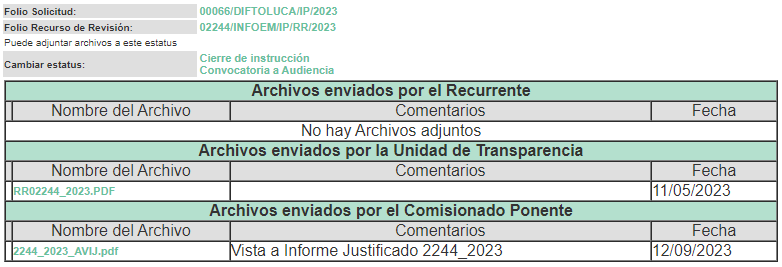 Folio Solicitud: 00066/DIFTOLUCA/IP/2023
Folio Recurso de Revisión: 02244/INFOEM/IP/RR/2023
Puede adjuntar archivos a este estatus
Cambiar estatus: Cierre de instrucción
Convocatoria a Audiencia
Archivos enviados por el Recurrente
Nombre del Archivo Comentarios Fecha
No hay Archivos adjuntos
Archivos enviados por la Unidad de Transparencia
Nombre del Archivo Comentarios Fecha
RR02244_2023.PDF 11/05/2023
Archivos enviados por el Comisionado Ponente
Nombre del Archivo Comentarios Fecha
2244_2023_AVIJ.pdf Vista a Informe Justificado 2244_2023 12/09/2023